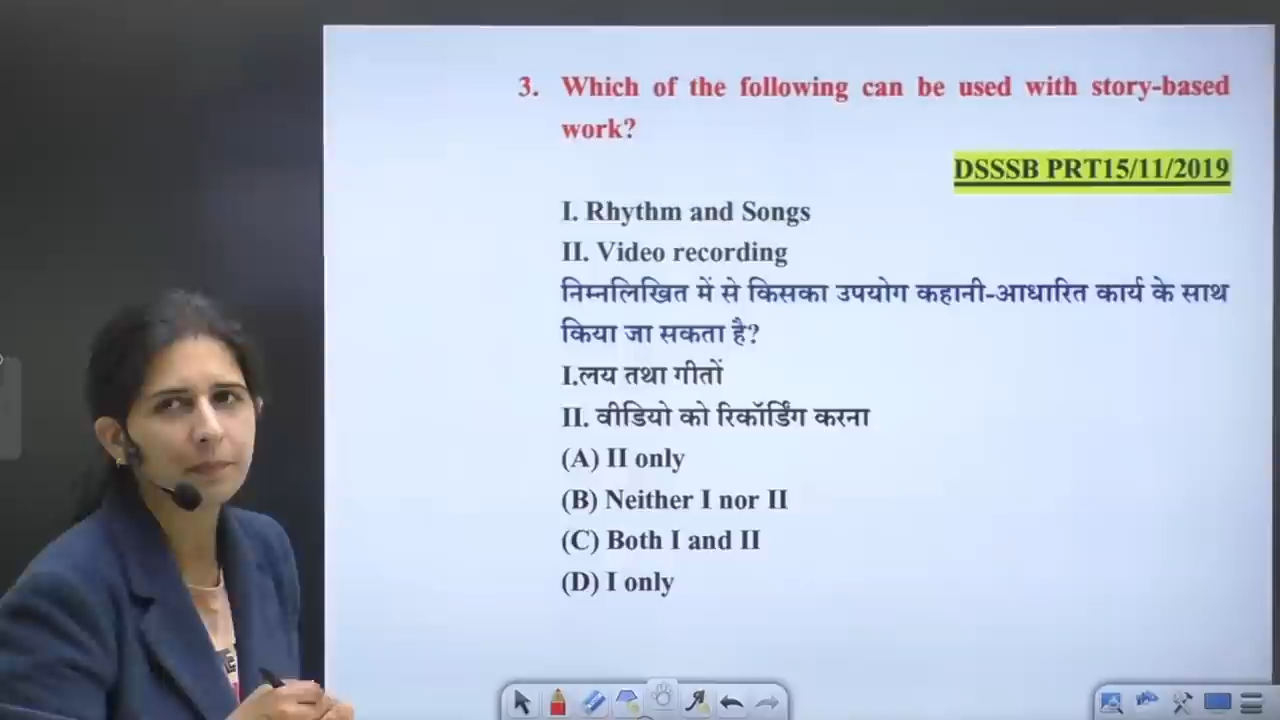 3. Which of the following can be used with story-based
work?
DSSSB PRT15/11/2019
I. Rhythm and Songs
II. Video recording
निम्नलिखित में से किसका उपयोग कहानी-आधारित कार्य के साथ
किया जा सकता है?
I.लय तथा गीतों
II. वीडियो को रिकॉर्डिंग करना
(A) II only
(B) Neither I nor II
(C) Both I and II
(D) I only